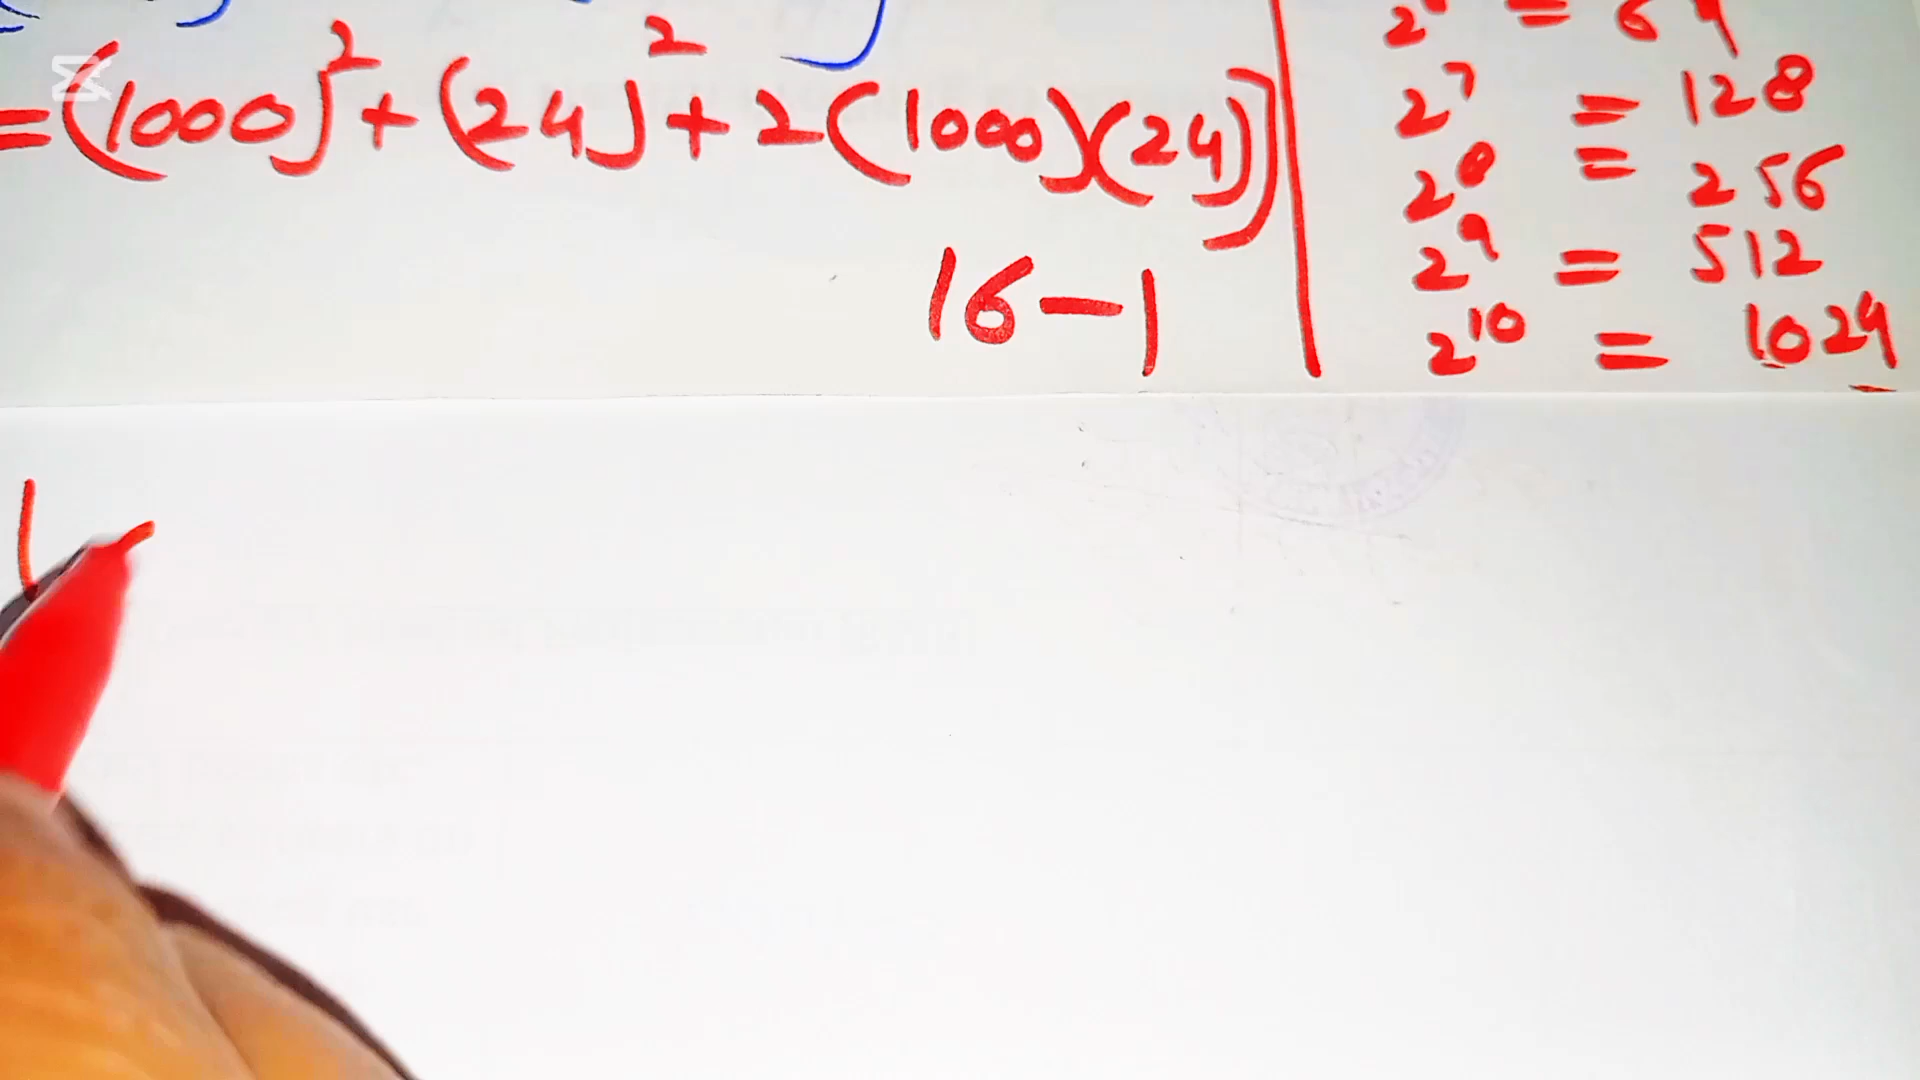 =(1000)² + (24)² + 2(1000)(24))
16-1
2⁷ = 128
2⁸ = 256
2⁹ = 512
2¹⁰ = 1024